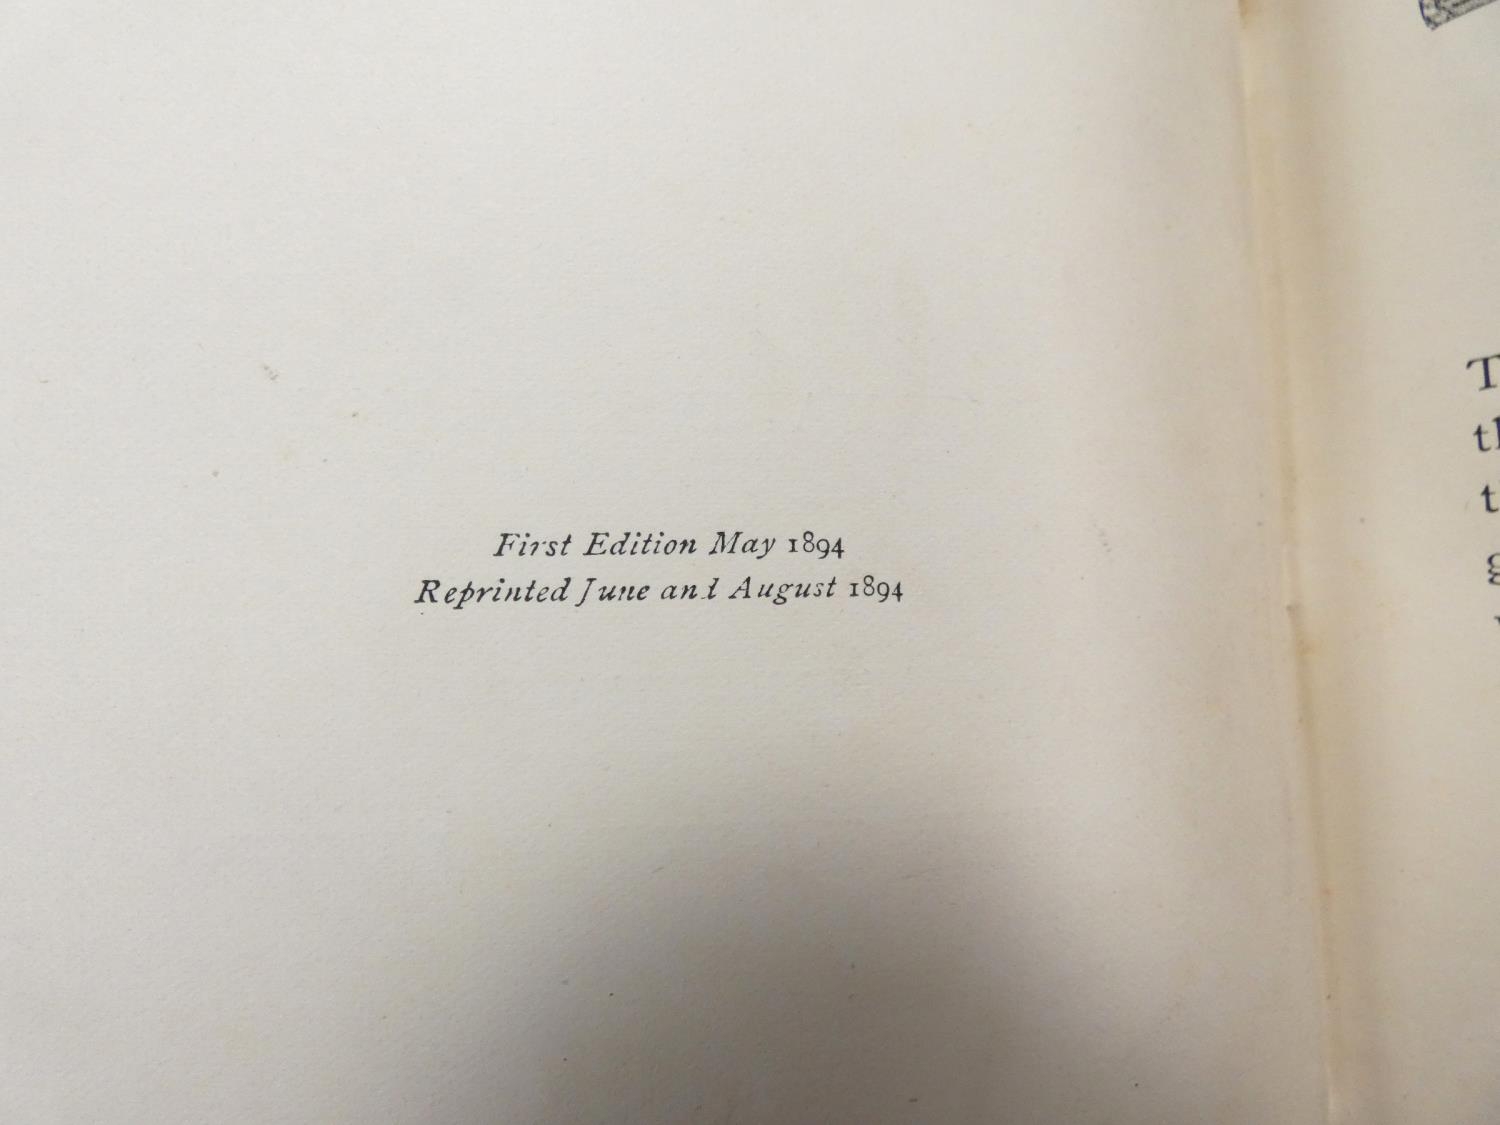 First Edition May 1894
Reprinted June and August 1894